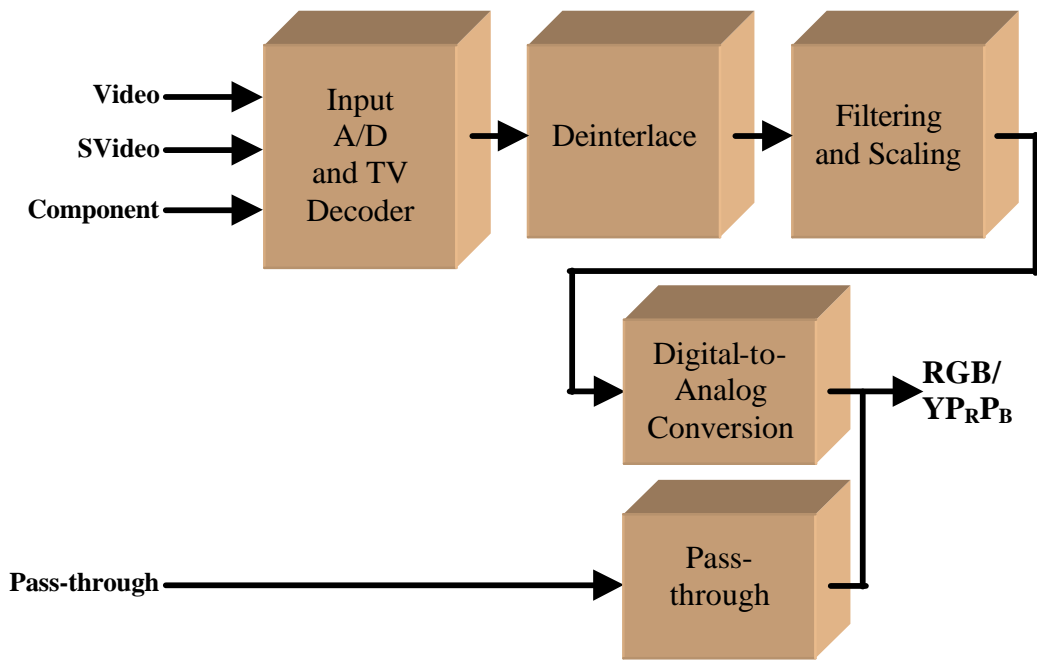 Video
SVideo
Component
Input
A/D
and TV
Decoder
Deinterlace
Filtering
and Scaling
Digital-to-
Analog
Conversion
RGB/
YPRPB
Pass-through
Pass-
through